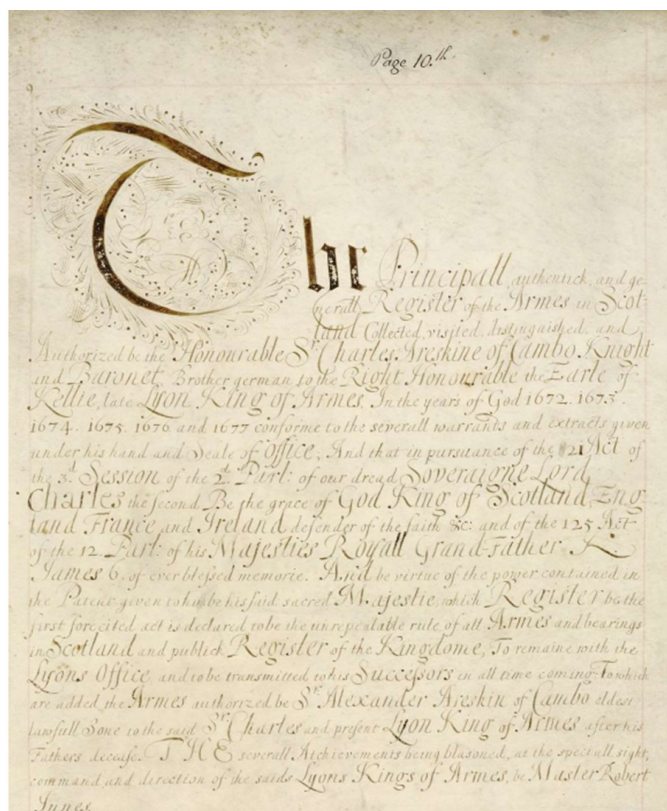 Page 10.th
The Principall, authentick, and ge-
nerall Register of the Armes in Scot-
land Collected, visited, distinguished, and
Authorized be the Honourable Sr. Charles Areskine of Cambo, Knight
and Baronet, Brother german to the Right Honourable the Earle of
Kellie, late Lyon King of Armes, In the years of God 1672. 1673.
1674. 1675. 1676 and 1677 conforme to the severall warrants and extracts given
under his hand and Seale of office, And that in pursuance of the 21 Act of
the 3d. Session of the 2d. Part: of our dread Soveraigne Lord
Charles the second Be the grace of God King of Scotland, Eng-
land France and Ireland defender of the faith &c: and of the 125 Act
of the 12 Part: of his Majesties Royall Grand-Father, K
James 6. of ever blessed memorie. And be virtue of the power contained in
the Patent given to him be his said sacred Majestie, which Register be the
first forecited act is declared to be the unrepealable rule of all Armes and bearings
in Scotland and publick Register of the Kingdome, To remaine with the
Lyons Office and to be transmitted to his Successors in all time coming: To which
are added the Armes authorized be Sr. Alexander Areskin of Cambo eldest
lawfull Sone to the said Sr. Charles and present Lyon King of Armes after his
Fathers decease. THE severall Atchievements being blasoned, at the speciall sight,
command and direction of the saids Lyons Kings of Armes, be Master Robert
Innes